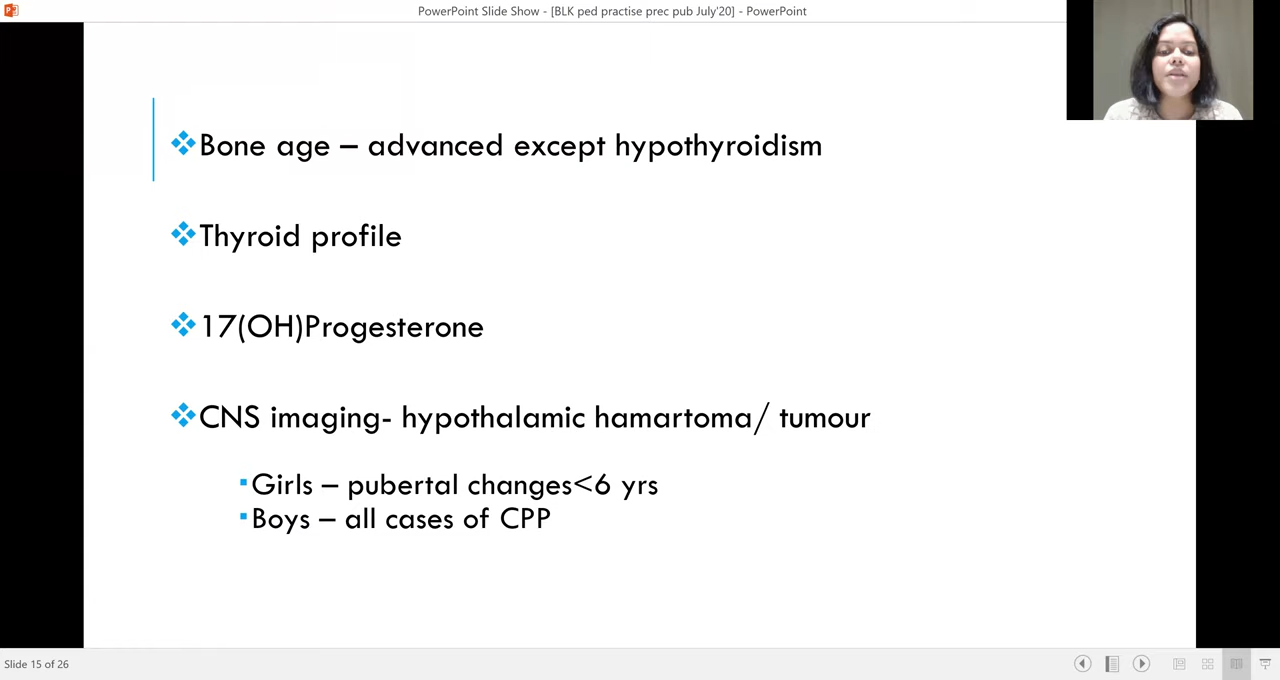 PowerPoint Slide Show - [BLK ped practise prec pub July'20] - PowerPoint
Bone age – advanced except hypothyroidism
Thyroid profile
17(OH)Progesterone
CNS imaging- hypothalamic hamartoma/ tumour
Girls – pubertal changes<6 yrs
Boys – all cases of CPP
Slide 15 of 26